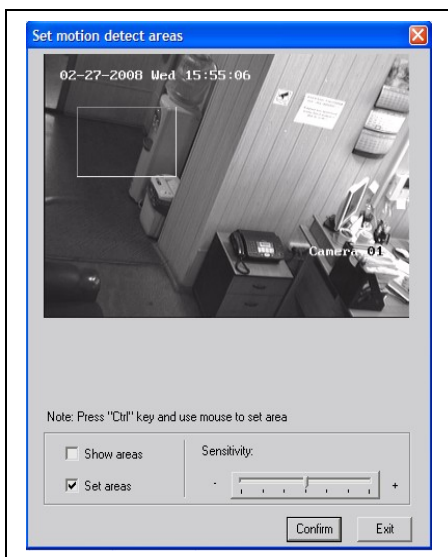 Set motion detect areas
02-27-2008 Wed 15:55:06
Camera 01
Note: Press "Ctrl" key and use mouse to set area
Show areas
Sensitivity:
Set areas
- +
Confirm Exit